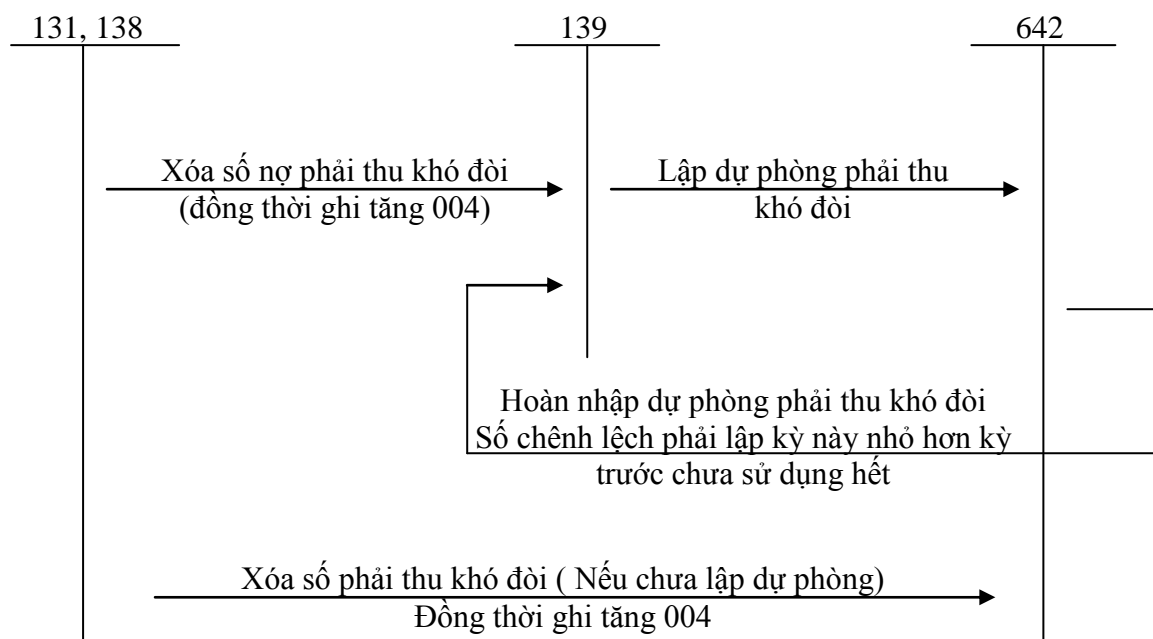 131, 138
139
642
Xóa số nợ phải thu khó đòi
(đồng thời ghi tăng 004)
Lập dự phòng phải thu
khó đòi
Hoàn nhập dự phòng phải thu khó đòi
Số chênh lệch phải lập kỳ này nhỏ hơn kỳ
trước chưa sử dụng hết
Xóa số phải thu khó đòi ( Nếu chưa lập dự phòng)
Đồng thời ghi tăng 004